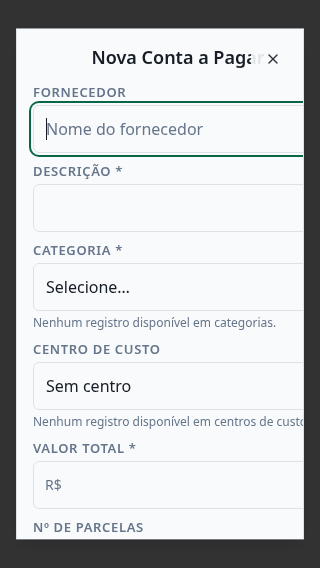 Nova Conta a Pagar ×
FORNECEDOR
Nome do fornecedor
DESCRIÇÃO *
CATEGORIA *
Selecione...
Nenhum registro disponível em categorias.
CENTRO DE CUSTO
Sem centro
Nenhum registro disponível em centros de custo
VALOR TOTAL *
R$
Nº DE PARCELAS